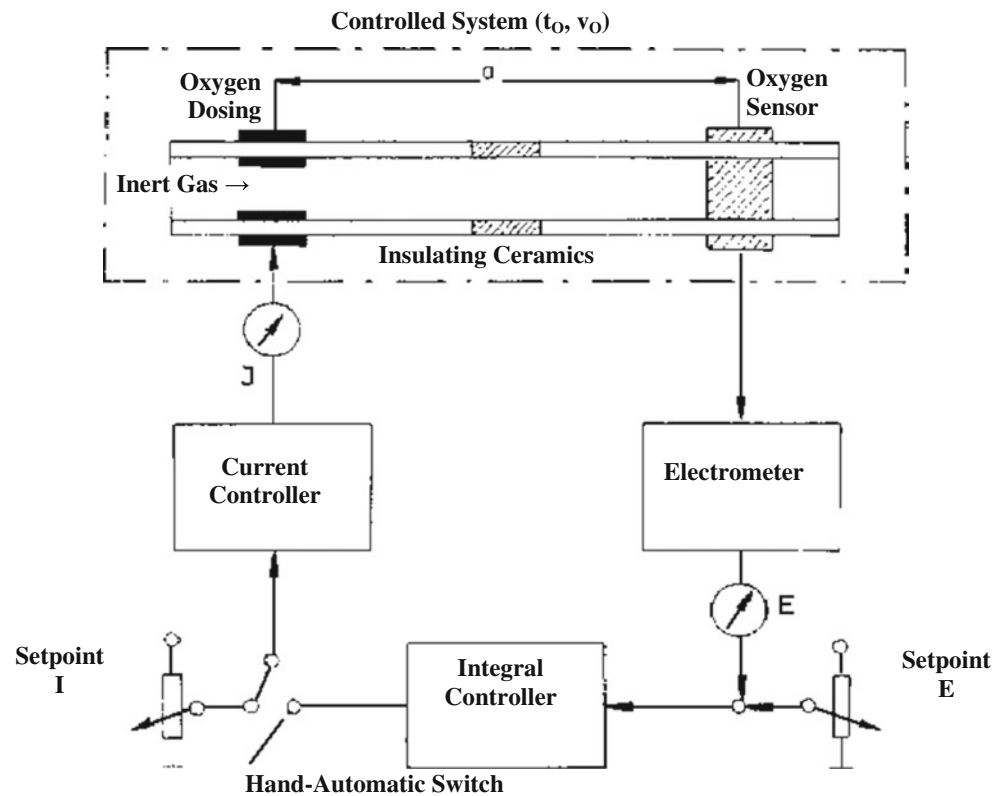 Controlled System (tO, vO)
a
Oxygen
Dosing
Oxygen
Sensor
Inert Gas →
Insulating Ceramics
J
Current
Controller
Electrometer
E
Setpoint
I
Integral
Controller
Setpoint
E
Hand-Automatic Switch